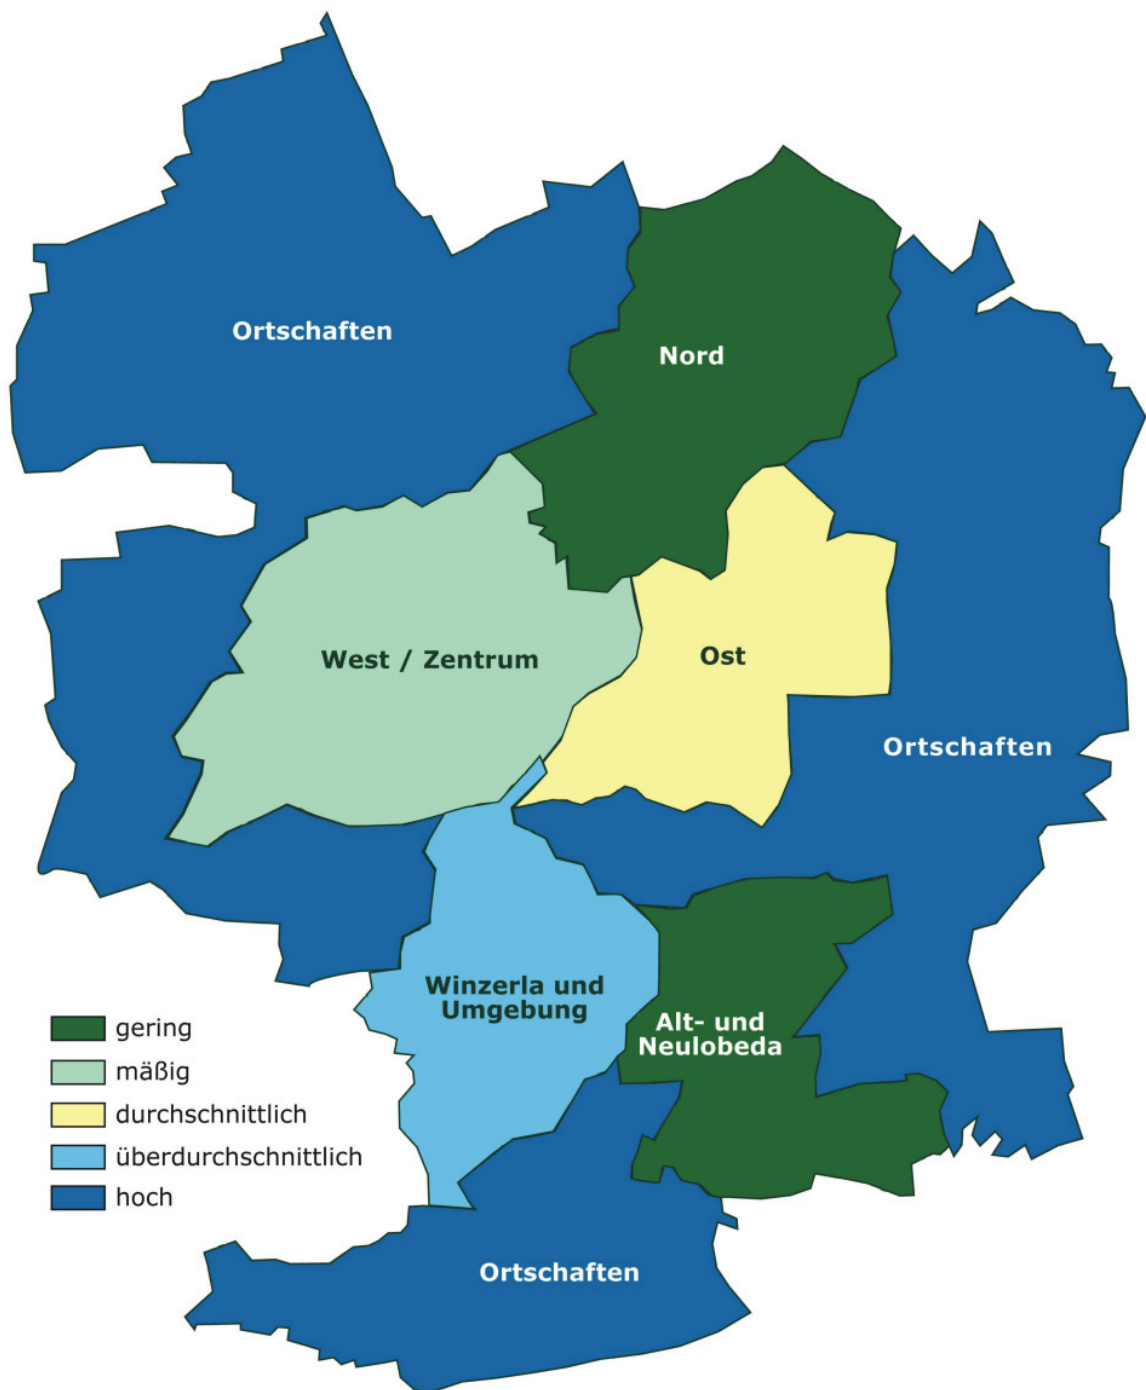 Ortschaften
Nord
West / Zentrum
Ost
Ortschaften
Winzerla und
Umgebung
Alt- und
Neulobeda
gering
mäßig
durchschnittlich
überdurchschnittlich
hoch
Ortschaften